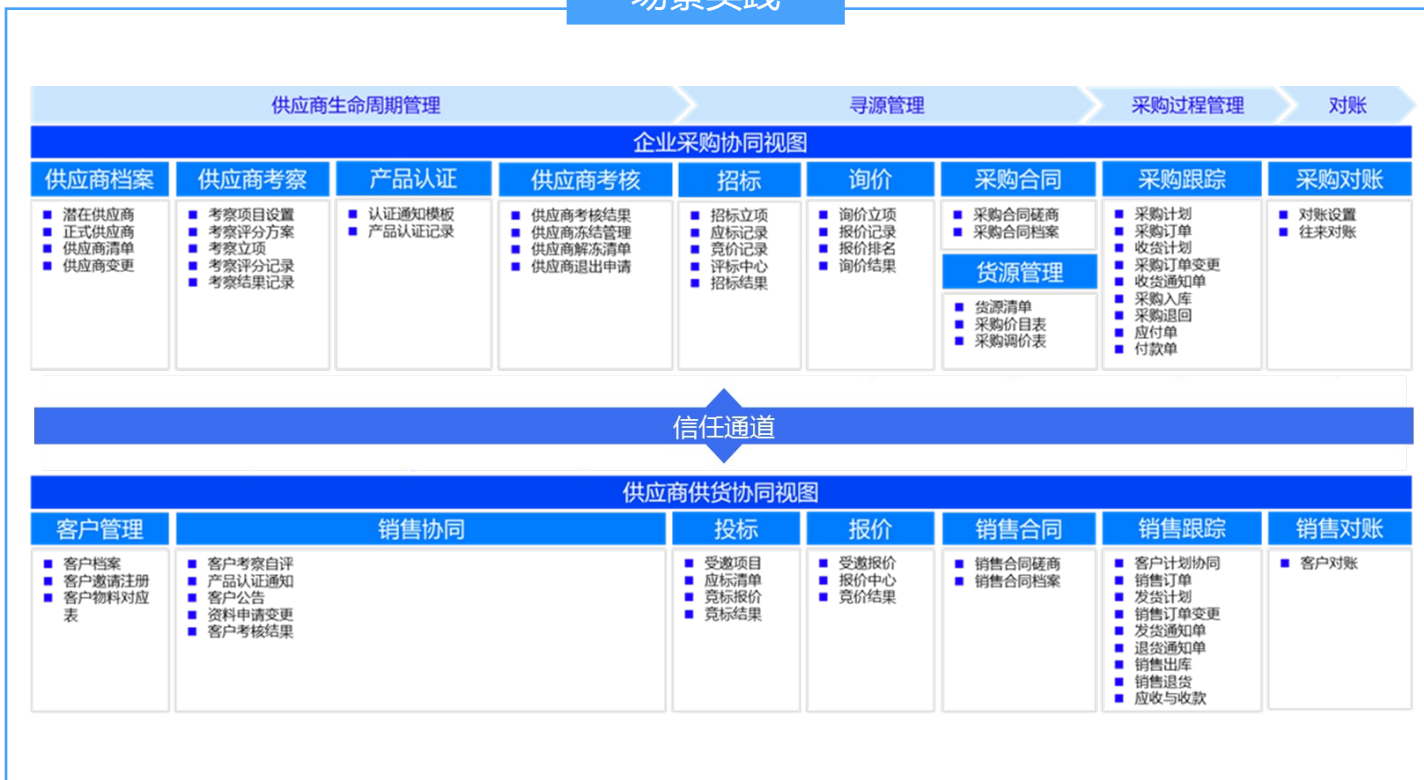 场景实践
供应商生命周期管理
寻源管理
采购过程管理
对账
企业采购协同视图
供应商档案
潜在供应商
正式供应商
供应商清单
供应商变更
供应商考察
考察项目设置
考察评分方案
考察立项
考察评分记录
考察结果记录
产品认证
认证通知模板
产品认证记录
供应商考核
供应商考核结果
供应商冻结管理
供应商解冻清单
供应商退出申请
招标
招标立项
应标记录
竞价记录
评标中心
招标结果
询价
询价立项
报价记录
报价排名
询价结果
采购合同
采购合同磋商
采购合同档案
货源管理
货源清单
采购价目表
采购调价表
采购跟踪
采购计划
采购订单
收货计划
采购订单变更
收货通知单
采购入库
采购退回
应付单
付款单
采购对账
对账设置
往来对账
信任通道
供应商供货协同视图
客户管理
客户档案
客户邀请注册
客户物料对应
表
销售协同
客户考察自评
产品认证通知
客户公告
资料申请变更
客户考核结果
投标
受邀项目
应标清单
竞标报价
竞标结果
报价
受邀报价
报价中心
竞价结果
销售合同
销售合同磋商
销售合同档案
销售跟踪
客户计划协同
销售订单
发货计划
销售订单变更
发货通知单
退货通知单
销售出库
销售退货
应收与收款
销售对账
客户对账